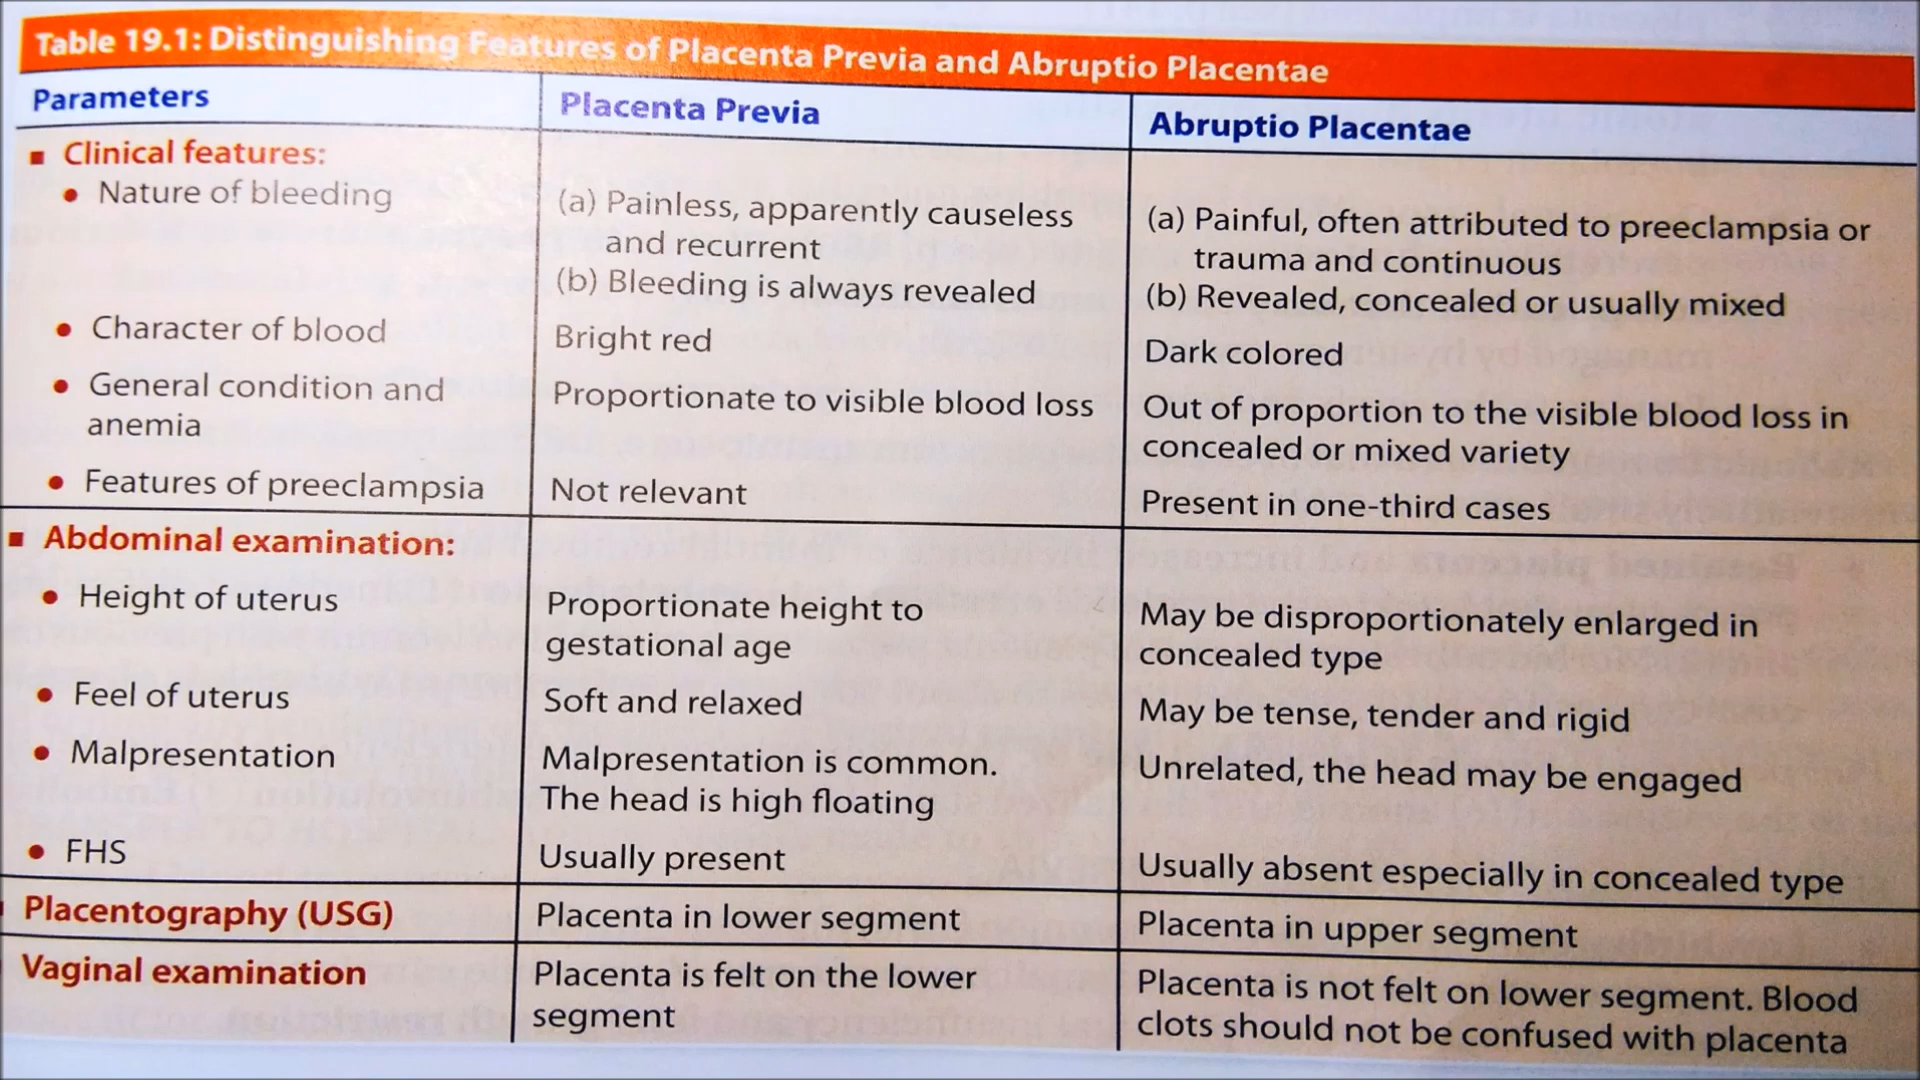 Table 19.1: Distinguishing Features of Placenta Previa and Abruptio Placentae
Parameters
Placenta Previa
Abruptio Placentae
▪ Clinical features:
• Nature of bleeding
(a) Painless, apparently causeless
and recurrent
(b) Bleeding is always revealed
(a) Painful, often attributed to preeclampsia or
trauma and continuous
(b) Revealed, concealed or usually mixed
• Character of blood
Bright red
Dark colored
• General condition and
anemia
Proportionate to visible blood loss
Out of proportion to the visible blood loss in
concealed or mixed variety
• Features of preeclampsia
Not relevant
Present in one-third cases
▪ Abdominal examination:
• Height of uterus
Proportionate height to
gestational age
May be disproportionately enlarged in
concealed type
• Feel of uterus
Soft and relaxed
May be tense, tender and rigid
• Malpresentation
Malpresentation is common.
The head is high floating
Unrelated, the head may be engaged
• FHS
Usually present
Usually absent especially in concealed type
Placentography (USG)
Placenta in lower segment
Placenta in upper segment
Vaginal examination
Placenta is felt on the lower
segment
Placenta is not felt on lower segment. Blood
clots should not be confused with placenta